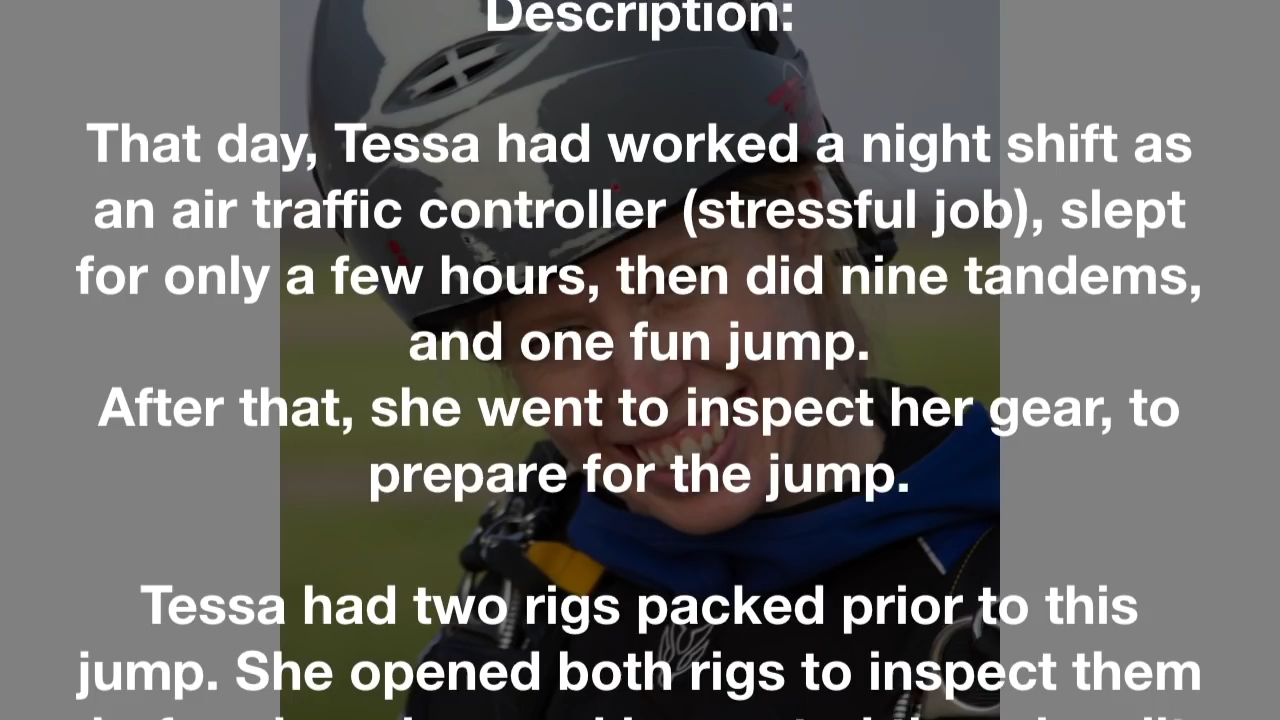 Description:
That day, Tessa had worked a night shift as
an air traffic controller (stressful job), slept
for only a few hours, then did nine tandems,
and one fun jump.
After that, she went to inspect her gear, to
prepare for the jump.
Tessa had two rigs packed prior to this
jump. She opened both rigs to inspect them